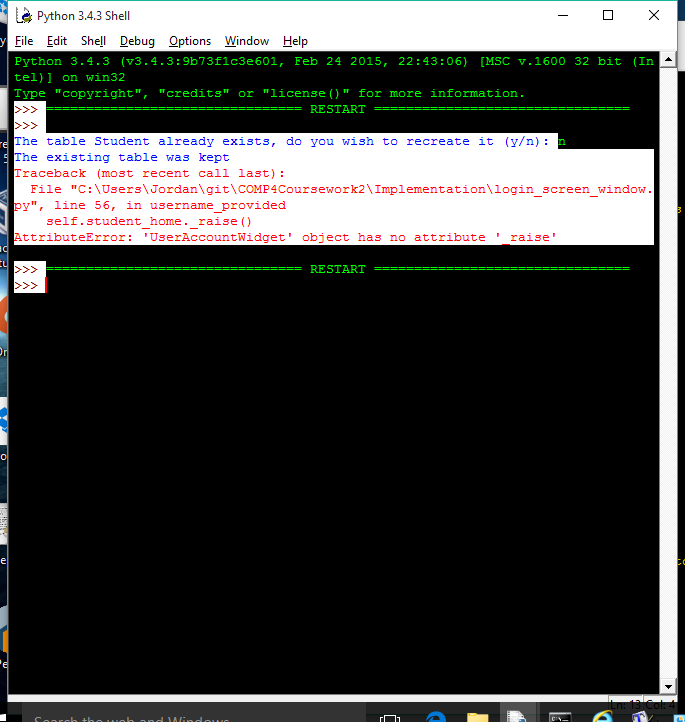 Python 3.4.3 Shell
File Edit Shell Debug Options Window Help
Python 3.4.3 (v3.4.3:9b73f1c3e601, Feb 24 2015, 22:43:06) [MSC v.1600 32 bit (In
tel)] on win32
Type "copyright", "credits" or "license()" for more information.
>>> ================================ RESTART ================================
>>>
The table Student already exists, do you wish to recreate it (y/n): n
The existing table was kept
Traceback (most recent call last):
  File "C:\Users\Jordan\git\COMP4Coursework2\Implementation\login_screen_window.
py", line 56, in username_provided
    self.student_home._raise()
AttributeError: 'UserAccountWidget' object has no attribute '_raise'
>>> ================================ RESTART ================================
>>>
Ln: 13 Col: 4
Search the web and Windows